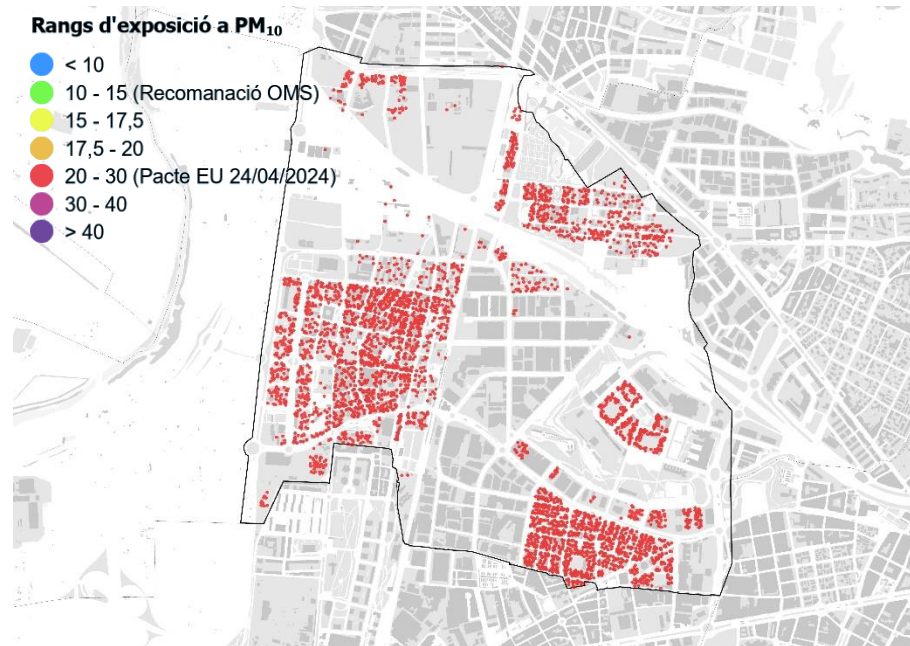 Rangs d'exposició a PM₁₀
< 10
10 - 15 (Recomanació OMS)
15 - 17,5
17,5 - 20
20 - 30 (Pacte EU 24/04/2024)
30 - 40
> 40